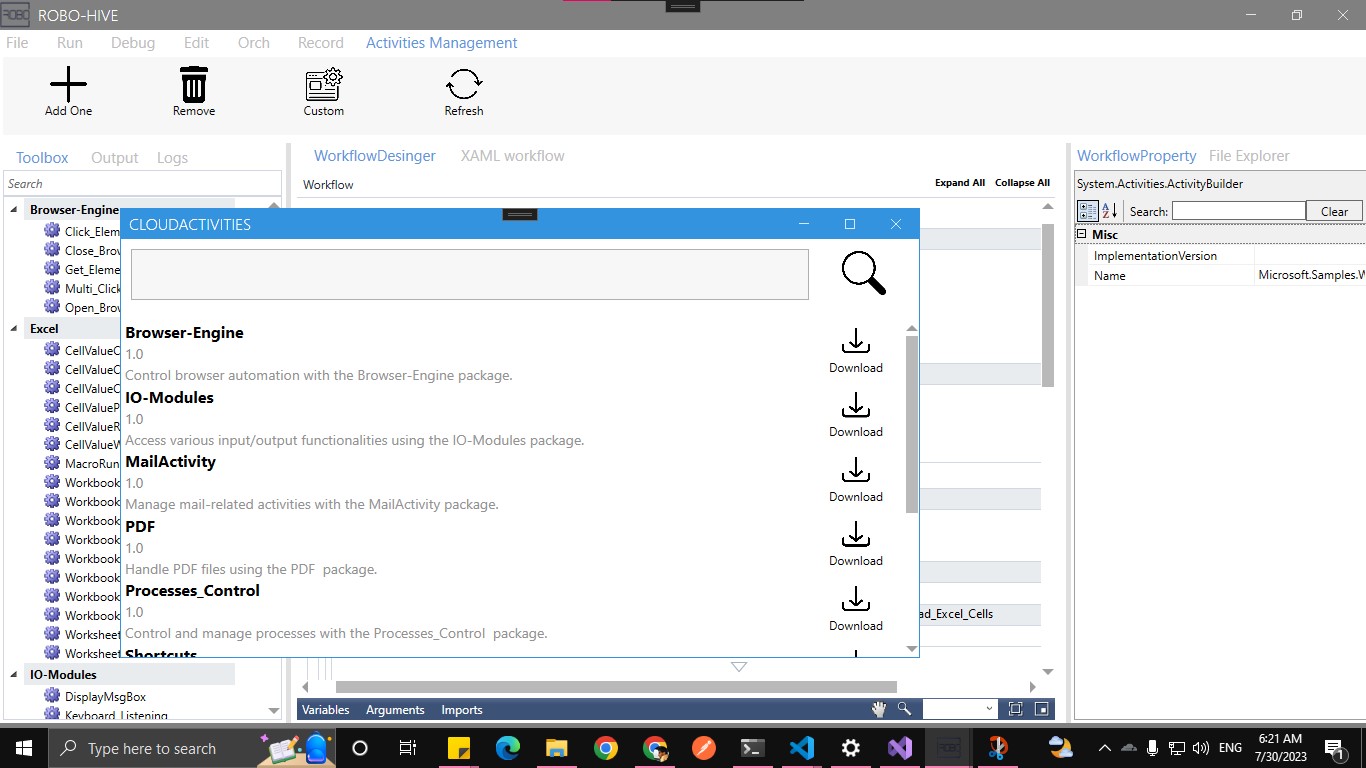 ROBO
ROBO-HIVE
File Run Debug Edit Orch Record Activities Management
Add One Remove Custom Refresh
Toolbox Output Logs
WorkflowDesinger XAML workflow
WorkflowProperty File Explorer
Search
Workflow
Expand All Collapse All
System.Activities.ActivityBuilder
Search: Clear
Misc
ImplementationVersion
Name Microsoft.Samples.W
Browser-Engine
Click_Elem
Close_Brov
Get_Eleme
Multi_Click
Open_Brov
Excel
CellValueC
CellValueC
CellValueC
CellValueP
CellValueR
CellValueW
MacroRun
Workbook
Workbook
Workbook
Workbook
Workbook
Workbook
Workbook
Workbook
Worksheet
Worksheet
IO-Modules
DisplayMsgBox
Keyboard_Listening
CLOUDACTIVITIES
Browser-Engine
1.0
Control browser automation with the Browser-Engine package.
Download
IO-Modules
1.0
Access various input/output functionalities using the IO-Modules package.
Download
MailActivity
1.0
Manage mail-related activities with the MailActivity package.
Download
PDF
1.0
Handle PDF files using the PDF  package.
Download
Processes_Control
1.0
Control and manage processes with the Processes_Control  package.
Download
Shortcuts
ad_Excel_Cells
Variables Arguments Imports
Type here to search
ENG
6:21 AM
7/30/2023
1